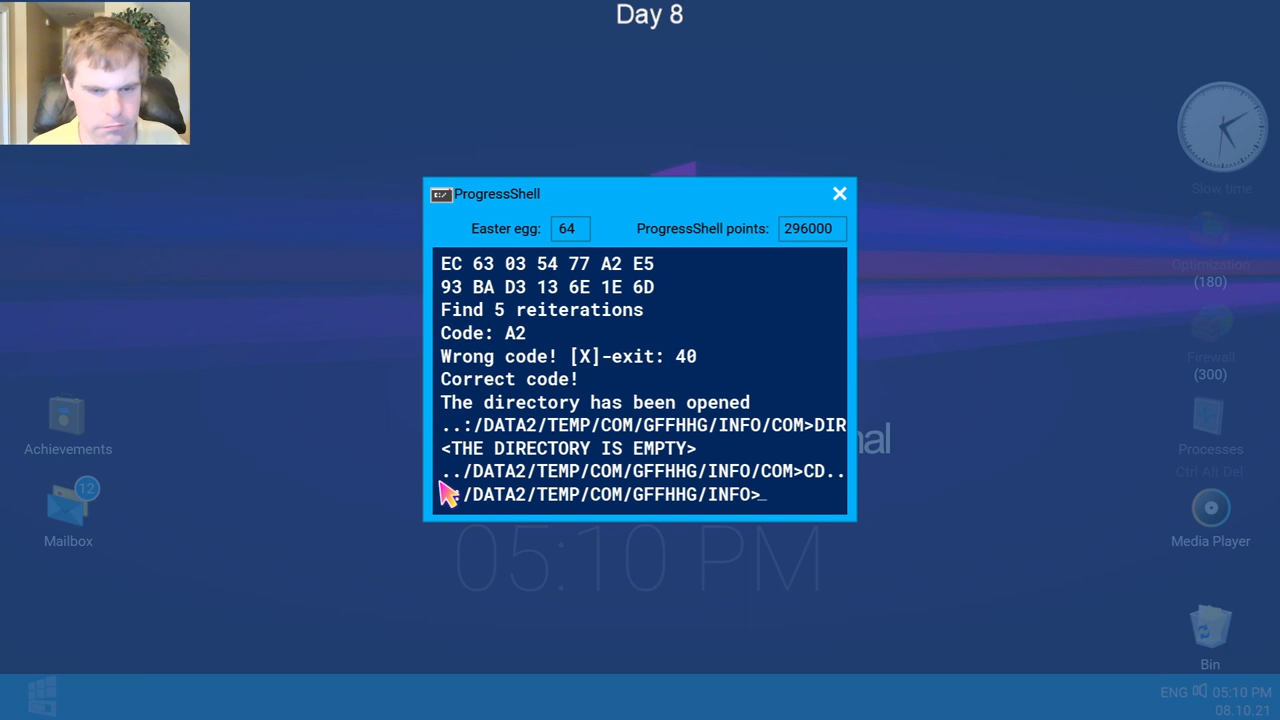 Day 8
ProgressShell
Easter egg: 64 ProgressShell points: 296000
EC 63 03 54 77 A2 E5
93 BA D3 13 6E 1E 6D
Find 5 reiterations
Code: A2
Wrong code! [X]-exit: 40
Correct code!
The directory has been opened
..:/DATA2/TEMP/COM/GFFHHG/INFO/COM>DIR
<THE DIRECTORY IS EMPTY>
../DATA2/TEMP/COM/GFFHHG/INFO/COM>CD..
/DATA2/TEMP/COM/GFFHHG/INFO>_
nal
05:10 PM
Achievements
12
Mailbox
Slow time
Optimization
(180)
Firewall
(300)
Processes
Ctrl Alt Del
Media Player
Bin
ENG 05:10 PM
08.10.21